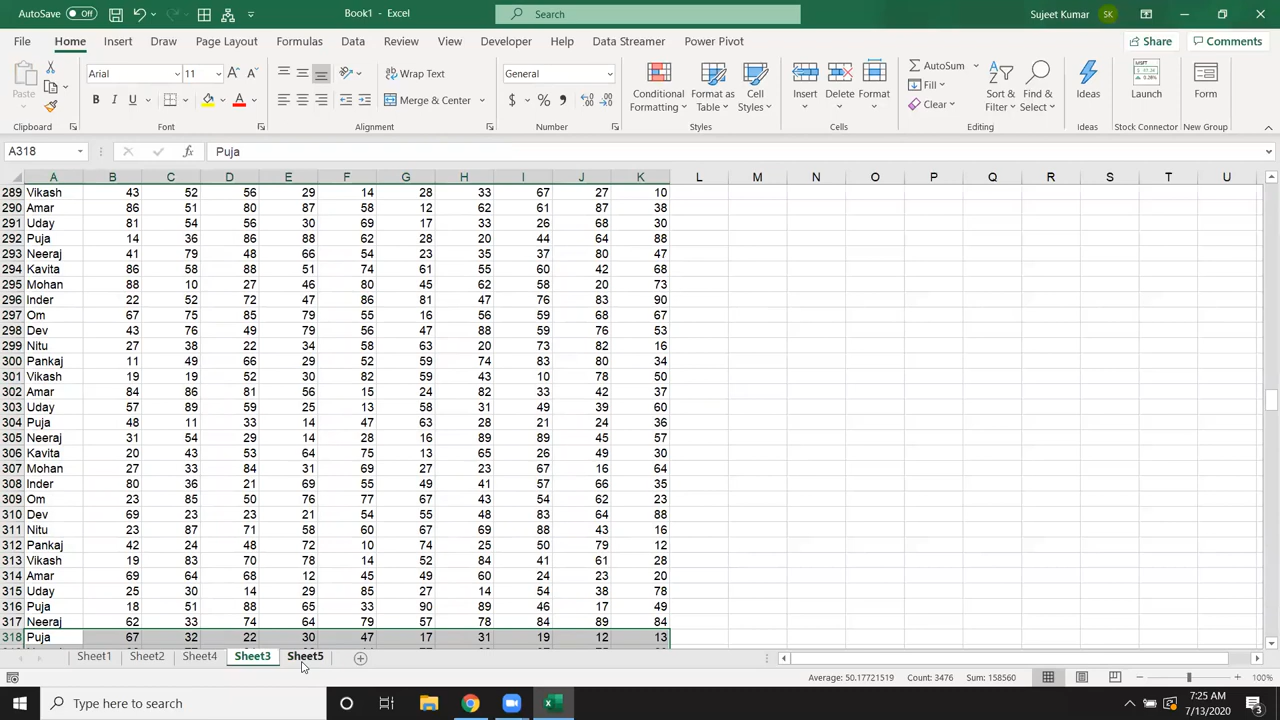 AutoSave Off Book1 - Excel Search Sujeet Kumar SK
File Home Insert Draw Page Layout Formulas Data Review View Developer Help Data Streamer Power Pivot Share Comments
Paste Arial 11 Wrap Text General AutoSum
B I U Merge & Center $ % Conditional Formatting Format as Table Cell Styles Insert Delete Format Fill Clear Sort & Filter Find & Select Ideas Launch Form
Clipboard Font Alignment Number Styles Cells Editing Ideas Stock Connector New Group
A318 fx Puja
A B C D E F G H I J K L M N O P Q R S T U
289 Vikash 43 52 56 29 14 28 33 67 27 10
290 Amar 86 51 80 87 58 12 62 61 87 38
291 Uday 81 54 56 30 69 17 33 26 68 30
292 Puja 14 36 86 88 62 28 20 44 64 88
293 Neeraj 41 79 48 66 54 23 35 37 80 47
294 Kavita 86 58 88 51 74 61 55 60 42 68
295 Mohan 88 10 27 46 80 45 62 58 20 73
296 Inder 22 52 72 47 86 81 47 76 83 90
297 Om 67 75 85 79 55 16 56 59 68 67
298 Dev 43 76 49 79 56 47 88 59 76 53
299 Nitu 27 38 22 34 58 63 20 73 82 16
300 Pankaj 11 49 66 29 52 59 74 83 80 34
301 Vikash 19 19 52 30 82 59 43 10 78 50
302 Amar 84 86 81 56 15 24 82 33 42 37
303 Uday 57 89 59 25 13 58 31 49 39 60
304 Puja 48 11 33 14 47 63 28 21 24 36
305 Neeraj 31 54 29 14 28 16 89 89 45 57
306 Kavita 20 43 53 64 75 13 65 26 49 30
307 Mohan 27 33 84 31 69 27 23 67 16 64
308 Inder 80 36 21 69 55 49 41 57 66 35
309 Om 23 85 50 76 77 67 43 54 62 23
310 Dev 69 23 23 21 54 55 48 83 64 88
311 Nitu 23 87 71 58 60 67 69 88 43 16
312 Pankaj 42 24 48 72 10 74 25 50 79 12
313 Vikash 19 83 70 78 14 52 84 41 61 28
314 Amar 69 64 68 12 45 49 60 24 23 20
315 Uday 25 30 14 29 85 27 14 54 38 78
316 Puja 18 51 88 65 33 90 89 46 17 49
317 Neeraj 62 33 74 64 79 57 78 84 89 84
318 Puja 67 32 22 30 47 17 31 19 12 13
Sheet1 Sheet2 Sheet4 Sheet3 Sheet5
Average: 50.17721519 Count: 3476 Sum: 158560 100%
Type here to search 7:25 AM
7/13/2020 3